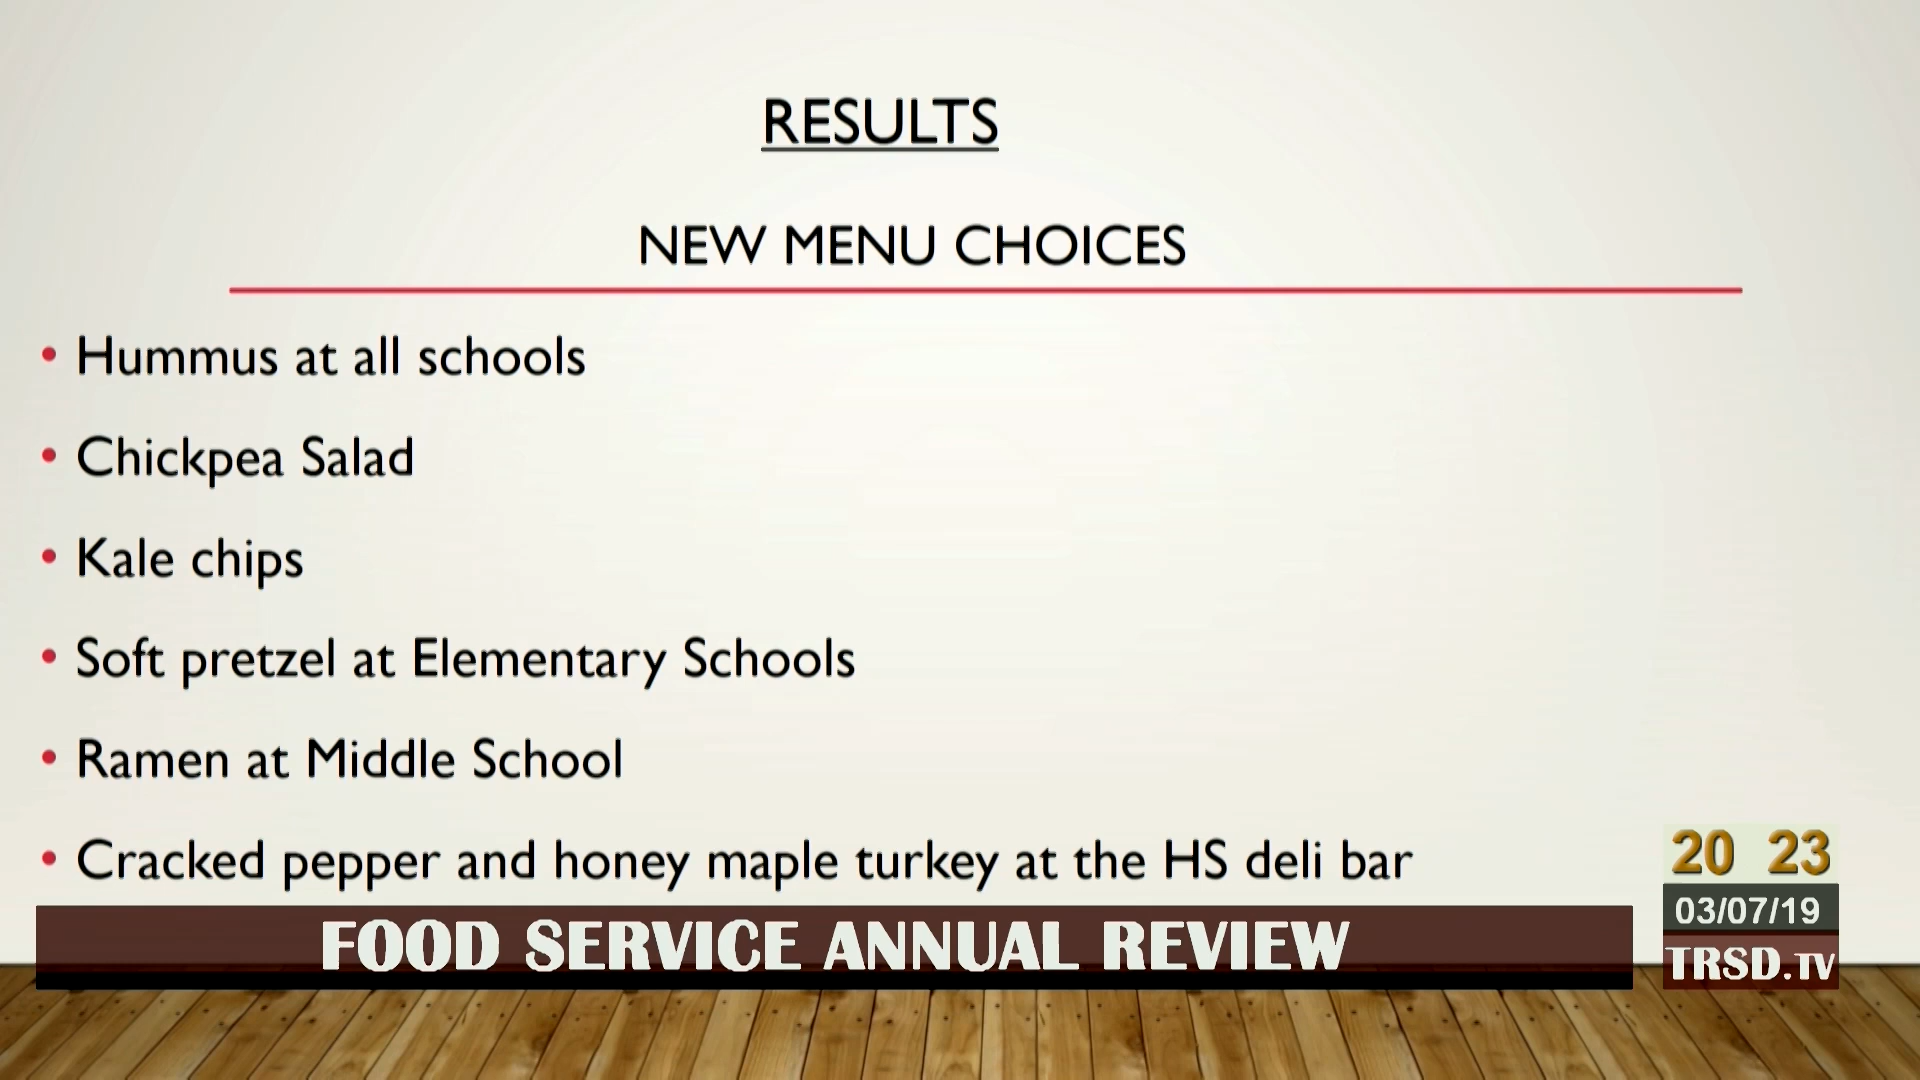 RESULTS
NEW MENU CHOICES
• Hummus at all schools
• Chickpea Salad
• Kale chips
• Soft pretzel at Elementary Schools
• Ramen at Middle School
• Cracked pepper and honey maple turkey at the HS deli bar
FOOD SERVICE ANNUAL REVIEW
20 23
03/07/19
TRSD.TV